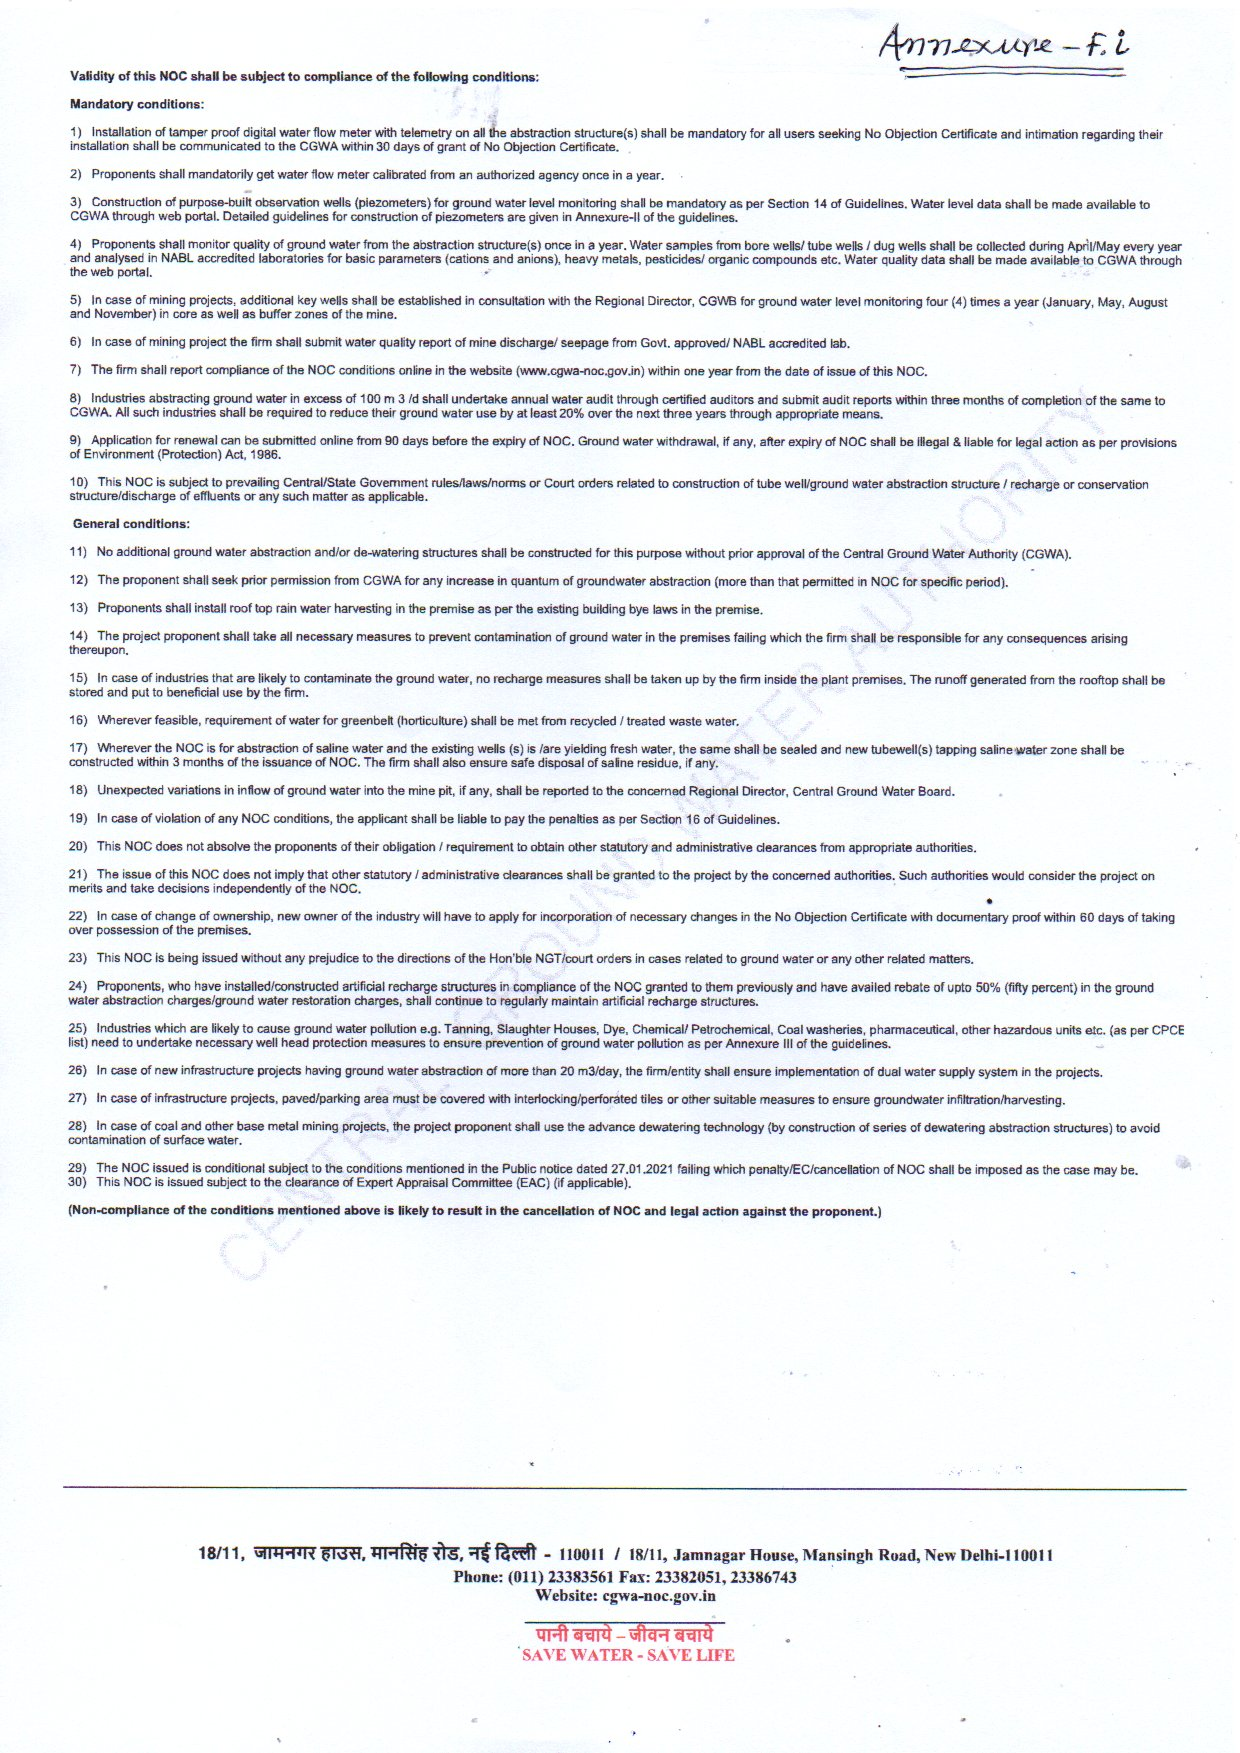 Annexure - F.i
Validity of this NOC shall be subject to compliance of the following conditions:
Mandatory conditions:
1) Installation of tamper proof digital water flow meter with telemetry on all the abstraction structure(s) shall be mandatory for all users seeking No Objection Certificate and intimation regarding their
installation shall be communicated to the CGWA within 30 days of grant of No Objection Certificate.
2) Proponents shall mandatorily get water flow meter calibrated from an authorized agency once in a year.
3) Construction of purpose-built observation wells (piezometers) for ground water level monitoring shall be mandatory as per Section 14 of Guidelines. Water level data shall be made available to
CGWA through web portal. Detailed guidelines for construction of piezometers are given in Annexure-II of the guidelines.
4) Proponents shall monitor quality of ground water from the abstraction structure(s) once in a year. Water samples from bore wells/ tube wells / dug wells shall be collected during April/May every year
and analysed in NABL accredited laboratories for basic parameters (cations and anions), heavy metals, pesticides/ organic compounds etc. Water quality data shall be made available to CGWA through
the web portal.
5) In case of mining projects, additional key wells shall be established in consultation with the Regional Director, CGWB for ground water level monitoring four (4) times a year (January, May, August
and November) in core as well as buffer zones of the mine.
6) In case of mining project the firm shall submit water quality report of mine discharge/ seepage from Govt. approved/ NABL accredited lab.
7) The firm shall report compliance of the NOC conditions online in the website (www.cgwa-noc.gov.in) within one year from the date of issue of this NOC.
8) Industries abstracting ground water in excess of 100 m 3 /d shall undertake annual water audit through certified auditors and submit audit reports within three months of completion of the same to
CGWA. All such industries shall be required to reduce their ground water use by at least 20% over the next three years through appropriate means.
9) Application for renewal can be submitted online from 90 days before the expiry of NOC. Ground water withdrawal, if any, after expiry of NOC shall be illegal & liable for legal action as per provisions
of Environment (Protection) Act, 1986.
10) This NOC is subject to prevailing Central/State Government rules/laws/norms or Court orders related to construction of tube well/ground water abstraction structure / recharge or conservation
structure/discharge of effluents or any such matter as applicable.
General conditions:
11) No additional ground water abstraction and/or de-watering structures shall be constructed for this purpose without prior approval of the Central Ground Water Authority (CGWA).
12) The proponent shall seek prior permission from CGWA for any increase in quantum of groundwater abstraction (more than that permitted in NOC for specific period).
13) Proponents shall install roof top rain water harvesting in the premise as per the existing building bye laws in the premise.
14) The project proponent shall take all necessary measures to prevent contamination of ground water in the premises failing which the firm shall be responsible for any consequences arising
thereupon.
15) In case of industries that are likely to contaminate the ground water, no recharge measures shall be taken up by the firm inside the plant premises. The runoff generated from the rooftop shall be
stored and put to beneficial use by the firm.
16) Wherever feasible, requirement of water for greenbelt (horticulture) shall be met from recycled / treated waste water.
17) Wherever the NOC is for abstraction of saline water and the existing wells (s) is /are yielding fresh water, the same shall be sealed and new tubewell(s) tapping saline water zone shall be
constructed within 3 months of the issuance of NOC. The firm shall also ensure safe disposal of saline residue, if any.
18) Unexpected variations in inflow of ground water into the mine pit, if any, shall be reported to the concerned Regional Director, Central Ground Water Board.
19) In case of violation of any NOC conditions, the applicant shall be liable to pay the penalties as per Section 16 of Guidelines.
20) This NOC does not absolve the proponents of their obligation / requirement to obtain other statutory and administrative clearances from appropriate authorities.
21) The issue of this NOC does not imply that other statutory / administrative clearances shall be granted to the project by the concerned authorities. Such authorities would consider the project on
merits and take decisions independently of the NOC.
22) In case of change of ownership, new owner of the industry will have to apply for incorporation of necessary changes in the No Objection Certificate with documentary proof within 60 days of taking
over possession of the premises.
23) This NOC is being issued without any prejudice to the directions of the Hon'ble NGT/court orders in cases related to ground water or any other related matters.
24) Proponents, who have installed/constructed artificial recharge structures in compliance of the NOC granted to them previously and have availed rebate of upto 50% (fifty percent) in the ground
water abstraction charges/ground water restoration charges, shall continue to regularly maintain artificial recharge structures.
25) Industries which are likely to cause ground water pollution e.g. Tanning, Slaughter Houses, Dye, Chemical/ Petrochemical, Coal washeries, pharmaceutical, other hazardous units etc. (as per CPCE
list) need to undertake necessary well head protection measures to ensure prevention of ground water pollution as per Annexure III of the guidelines.
26) In case of new infrastructure projects having ground water abstraction of more than 20 m3/day, the firm/entity shall ensure implementation of dual water supply system in the projects.
27) In case of infrastructure projects, paved/parking area must be covered with interlocking/perforated tiles or other suitable measures to ensure groundwater infiltration/harvesting.
28) In case of coal and other base metal mining projects, the project proponent shall use the advance dewatering technology (by construction of series of dewatering abstraction structures) to avoid
contamination of surface water.
29) The NOC issued is conditional subject to the conditions mentioned in the Public notice dated 27.01.2021 failing which penalty/EC/cancellation of NOC shall be imposed as the case may be.
30) This NOC is issued subject to the clearance of Expert Appraisal Committee (EAC) (if applicable).
(Non-compliance of the conditions mentioned above is likely to result in the cancellation of NOC and legal action against the proponent.)
CENTRAL GROUND WATER AUTHORITY
18/11, जामनगर हाउस, मानसिंह रोड, नई दिल्ली - 110011 / 18/11, Jamnagar House, Mansingh Road, New Delhi-110011
Phone: (011) 23383561 Fax: 23382051, 23386743
Website: cgwa-noc.gov.in
पानी बचाये – जीवन बचाये
SAVE WATER - SAVE LIFE